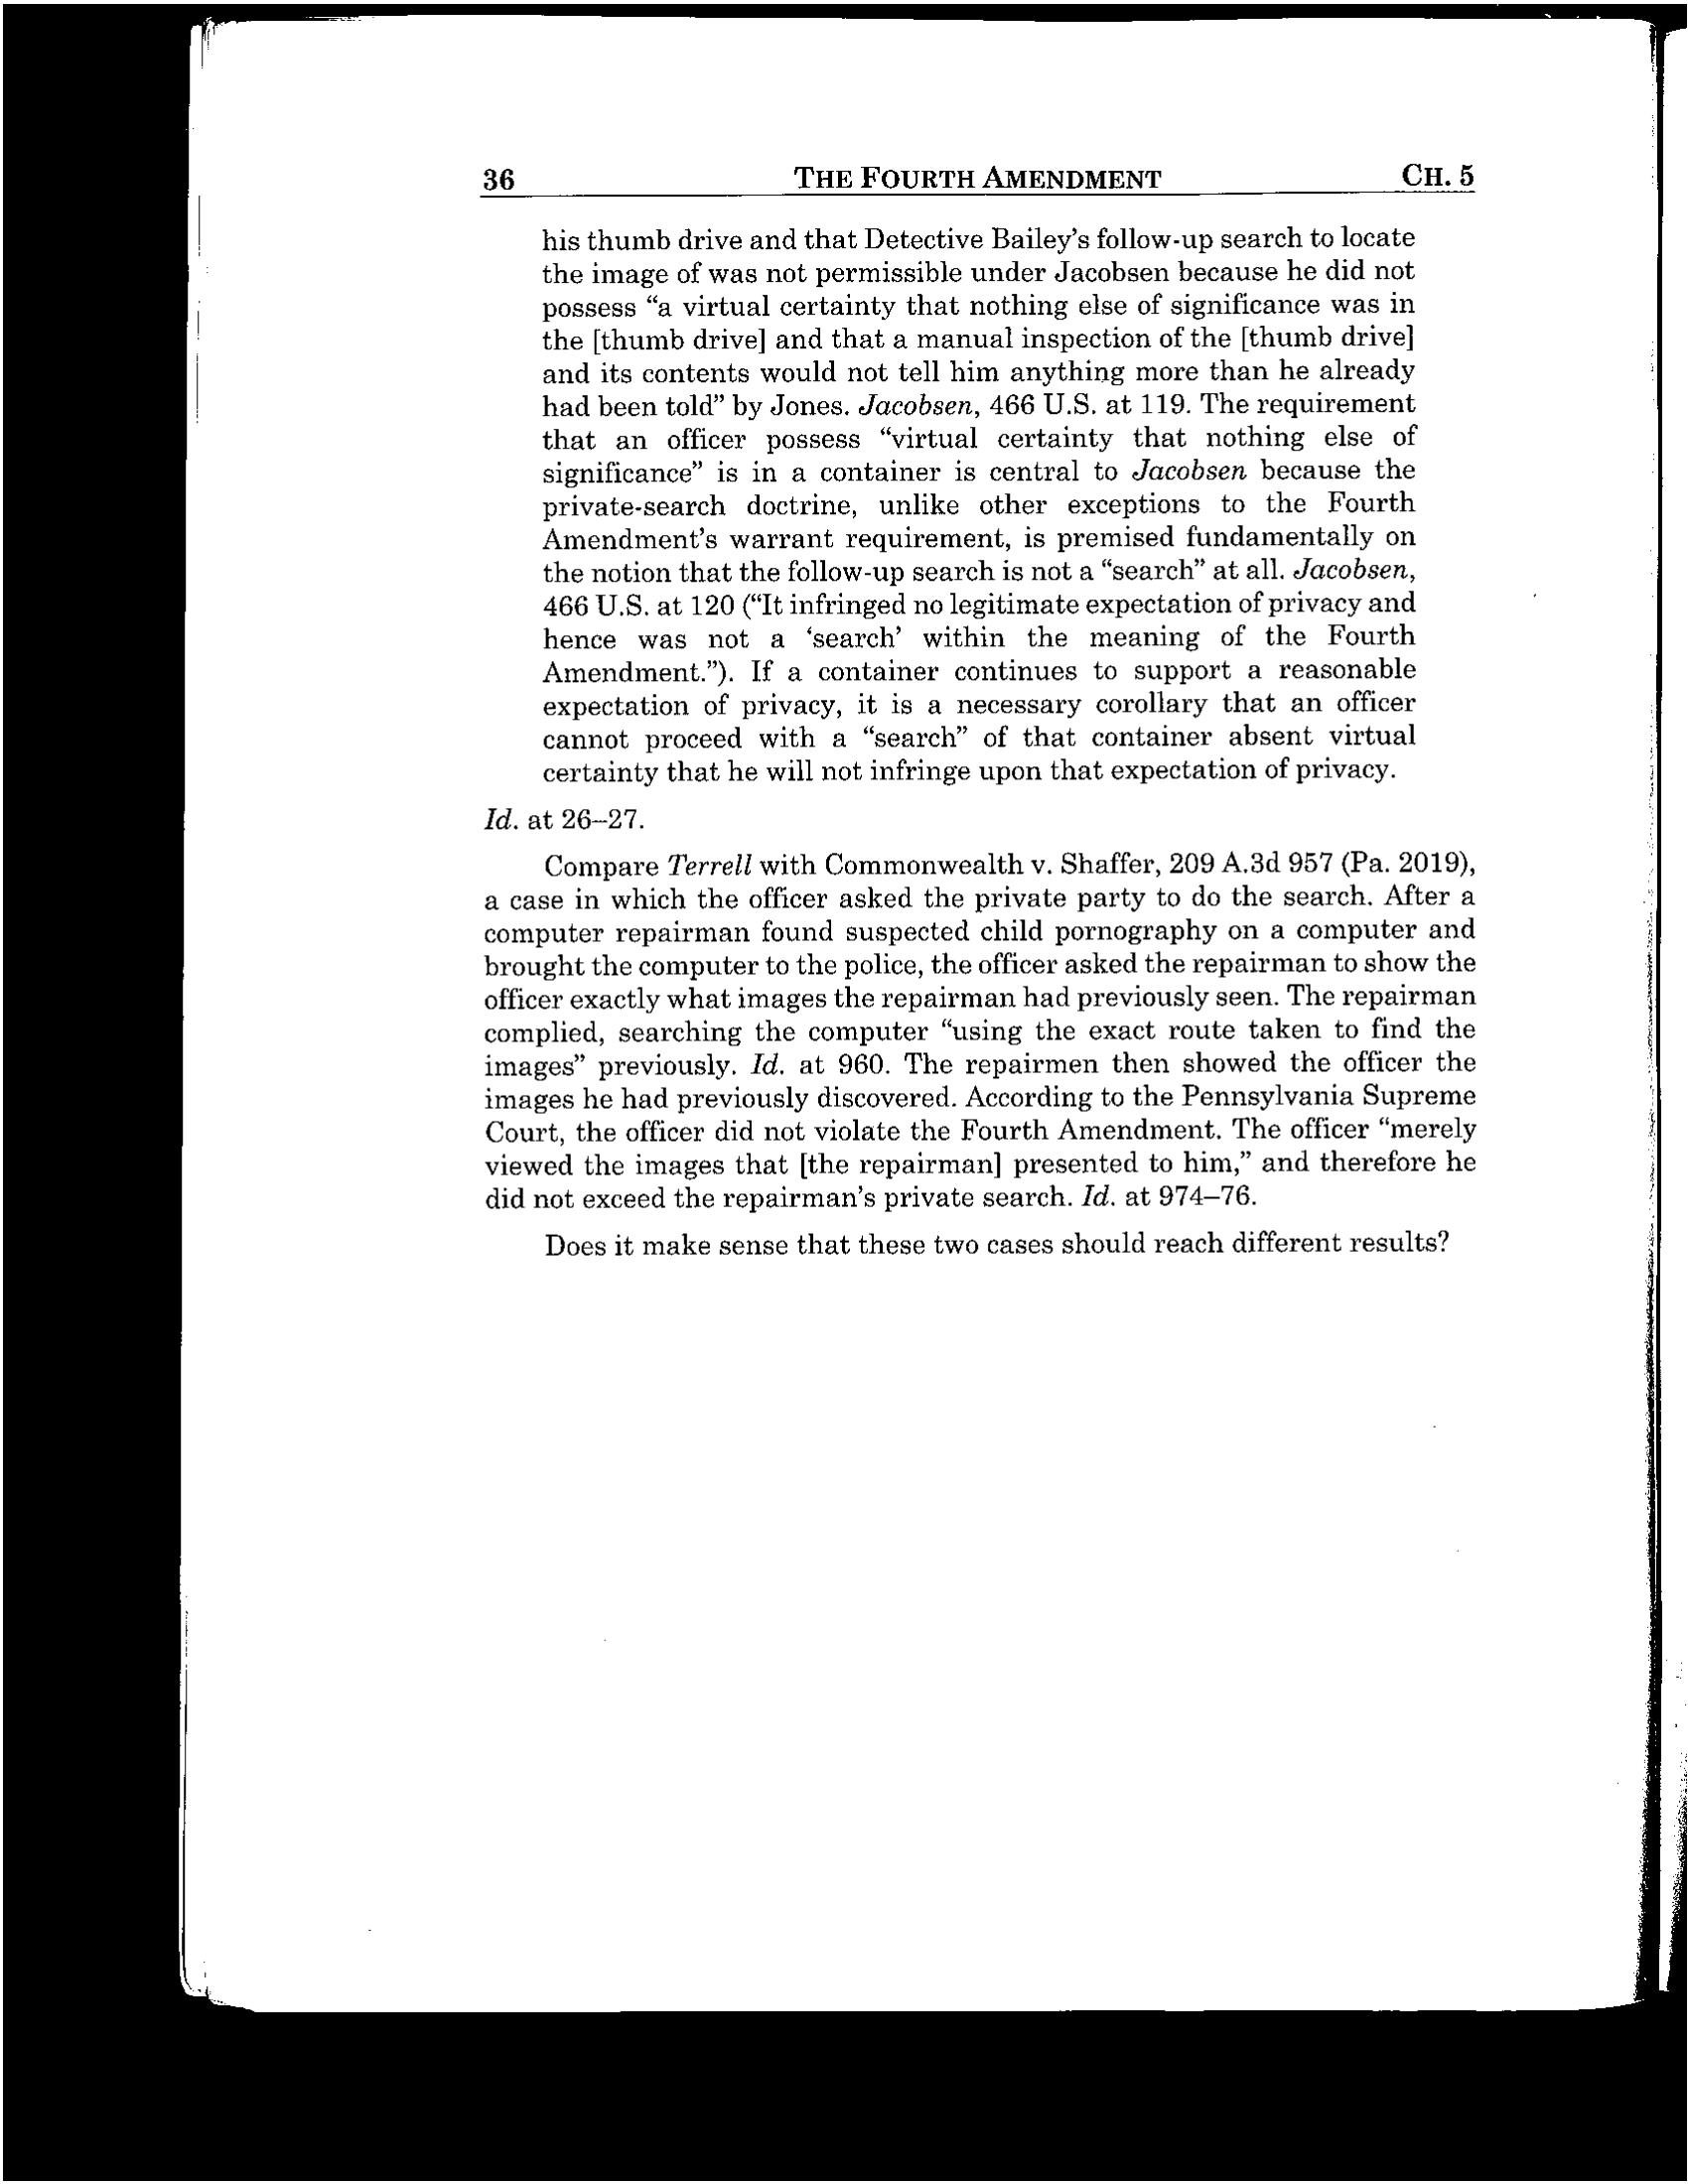 36 THE FOURTH AMENDMENT CH. 5
his thumb drive and that Detective Bailey's follow-up search to locate
the image of was not permissible under Jacobsen because he did not
possess “a virtual certainty that nothing else of significance was in
the [thumb drive] and that a manual inspection of the [thumb drive]
and its contents would not tell him anything more than he already
had been told” by Jones. Jacobsen, 466 U.S. at 119. The requirement
that an officer possess “virtual certainty that nothing else of
significance” is in a container is central to Jacobsen because the
private-search doctrine, unlike other exceptions to the Fourth
Amendment's warrant requirement, is premised fundamentally on
the notion that the follow-up search is not a “search” at all. Jacobsen,
466 U.S. at 120 (“It infringed no legitimate expectation of privacy and
hence was not a ‘search’ within the meaning of the Fourth
Amendment.”). If a container continues to support a reasonable
expectation of privacy, it is a necessary corollary that an officer
cannot proceed with a “search” of that container absent virtual
certainty that he will not infringe upon that expectation of privacy.
Id. at 26–27.
Compare Terrell with Commonwealth v. Shaffer, 209 A.3d 957 (Pa. 2019),
a case in which the officer asked the private party to do the search. After a
computer repairman found suspected child pornography on a computer and
brought the computer to the police, the officer asked the repairman to show the
officer exactly what images the repairman had previously seen. The repairman
complied, searching the computer “using the exact route taken to find the
images” previously. Id. at 960. The repairmen then showed the officer the
images he had previously discovered. According to the Pennsylvania Supreme
Court, the officer did not violate the Fourth Amendment. The officer “merely
viewed the images that [the repairman] presented to him,” and therefore he
did not exceed the repairman's private search. Id. at 974–76.
Does it make sense that these two cases should reach different results?